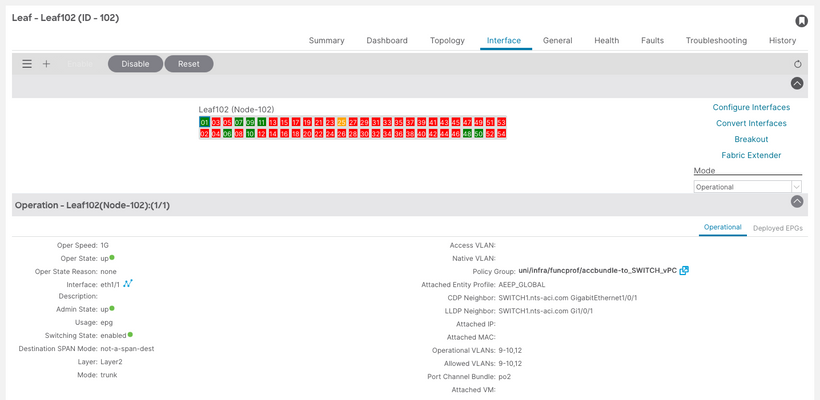 Leaf - Leaf102 (ID - 102)
Summary Dashboard Topology Interface General Health Faults Troubleshooting History
Disable Reset
Leaf102 (Node-102)
01 03 05 07 09 11 13 15 17 19 21 23 25 27 29 31 33 35 37 39 41 43 45 47 49 51 53
02 04 06 08 10 12 14 16 18 20 22 24 26 28 30 32 34 36 38 40 42 44 46 48 50 52 54
Configure Interfaces
Convert Interfaces
Breakout
Fabric Extender
Mode
Operational
Operation - Leaf102(Node-102):(1/1)
Operational Deployed EPGs
Oper Speed: 1G
Oper State: up
Oper State Reason: none
Interface: eth1/1
Description:
Admin State: up
Usage: epg
Switching State: enabled
Destination SPAN Mode: not-a-span-dest
Layer: Layer2
Mode: trunk
Access VLAN:
Native VLAN:
Policy Group: uni/infra/funcprof/accbundle-to_SWITCH_vPC
Attached Entity Profile: AEEP_GLOBAL
CDP Neighbor: SWITCH1.nts-aci.com GigabitEthernet1/0/1
LLDP Neighbor: SWITCH1.nts-aci.com Gi1/0/1
Attached IP:
Attached MAC:
Operational VLANs: 9-10,12
Allowed VLANs: 9-10,12
Port Channel Bundle: po2
Attached VM: